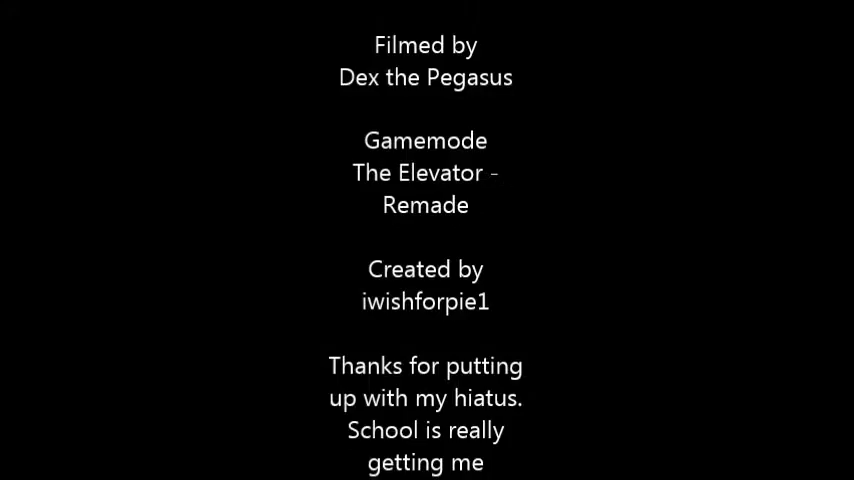 Filmed by
Dex the Pegasus
Gamemode
The Elevator -
Remade
Created by
iwishforpie1
Thanks for putting
up with my hiatus.
School is really
getting me